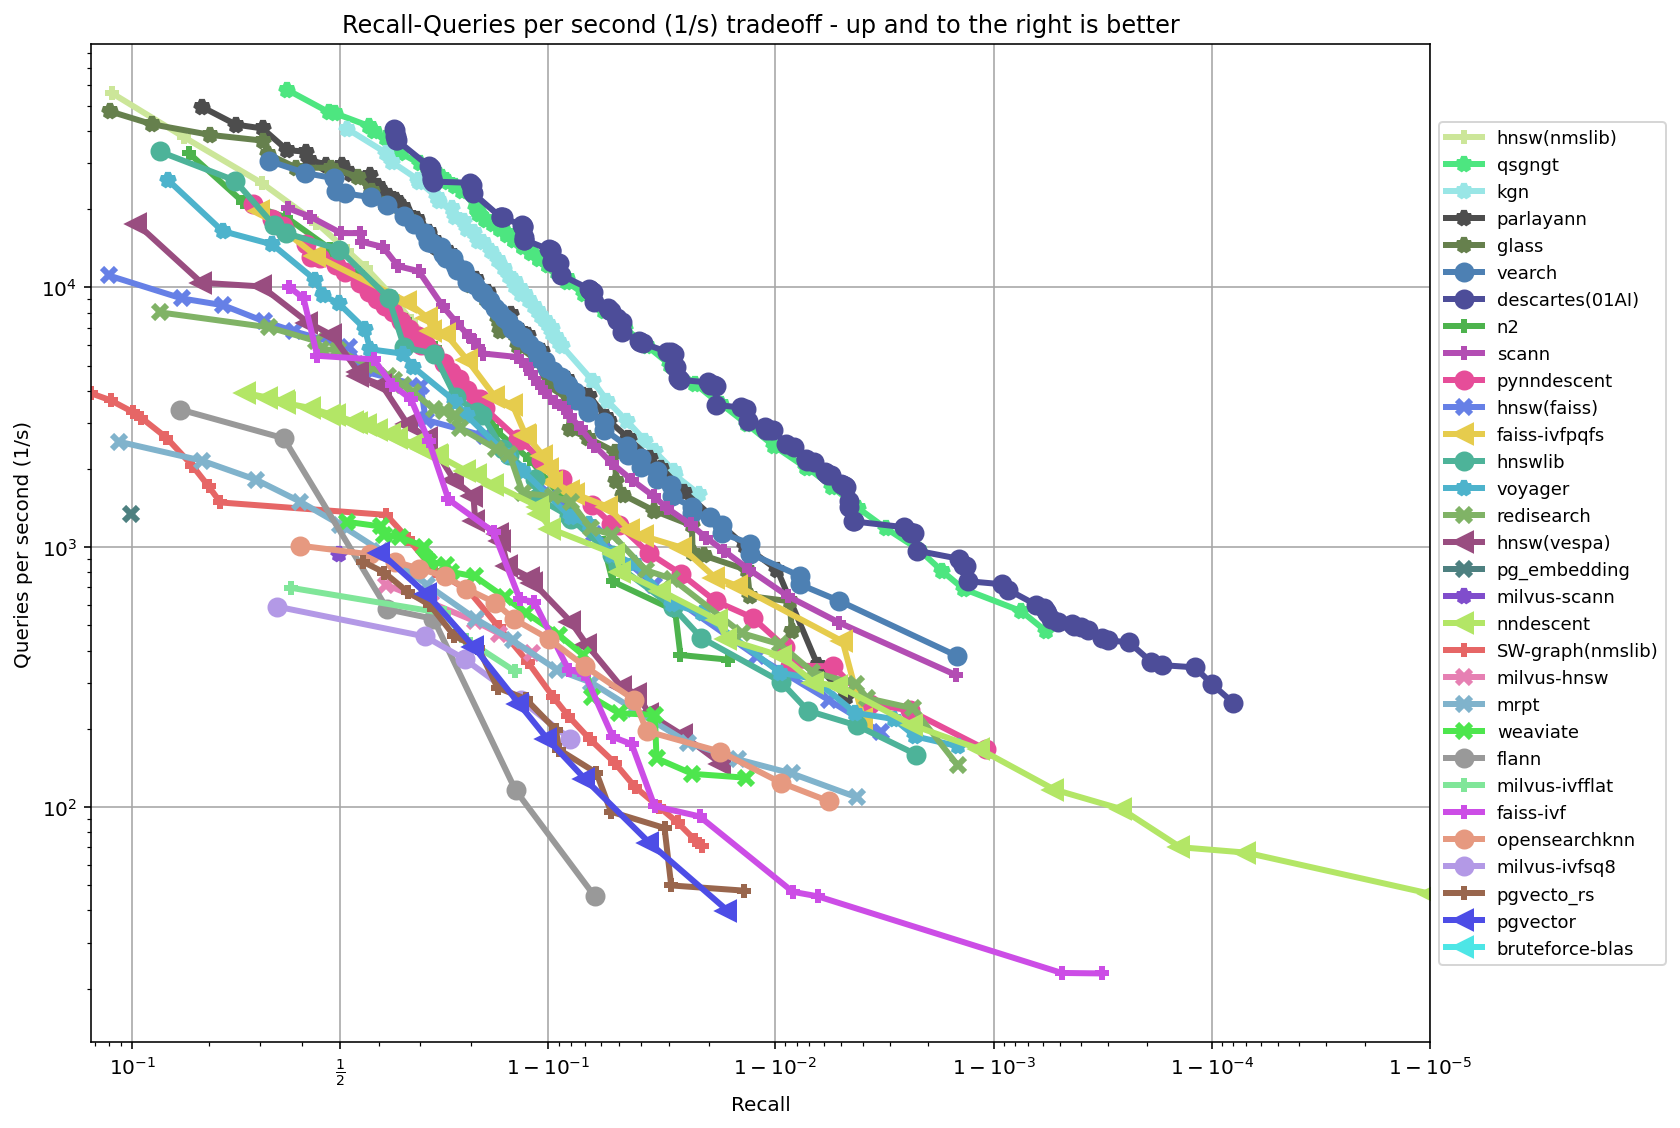 Recall-Queries per second (1/s) tradeoff - up and to the right is better
Queries per second (1/s)
10⁴
10³
10²
10⁻¹
1/2
1 − 10⁻¹
1 − 10⁻²
1 − 10⁻³
1 − 10⁻⁴
1 − 10⁻⁵
Recall
hnsw(nmslib)
qsgngt
kgn
parlayann
glass
vearch
descartes(01AI)
n2
scann
pynndescent
hnsw(faiss)
faiss-ivfpqfs
hnswlib
voyager
redisearch
hnsw(vespa)
pg_embedding
milvus-scann
nndescent
SW-graph(nmslib)
milvus-hnsw
mrpt
weaviate
flann
milvus-ivfflat
faiss-ivf
opensearchknn
milvus-ivfsq8
pgvecto_rs
pgvector
bruteforce-blas